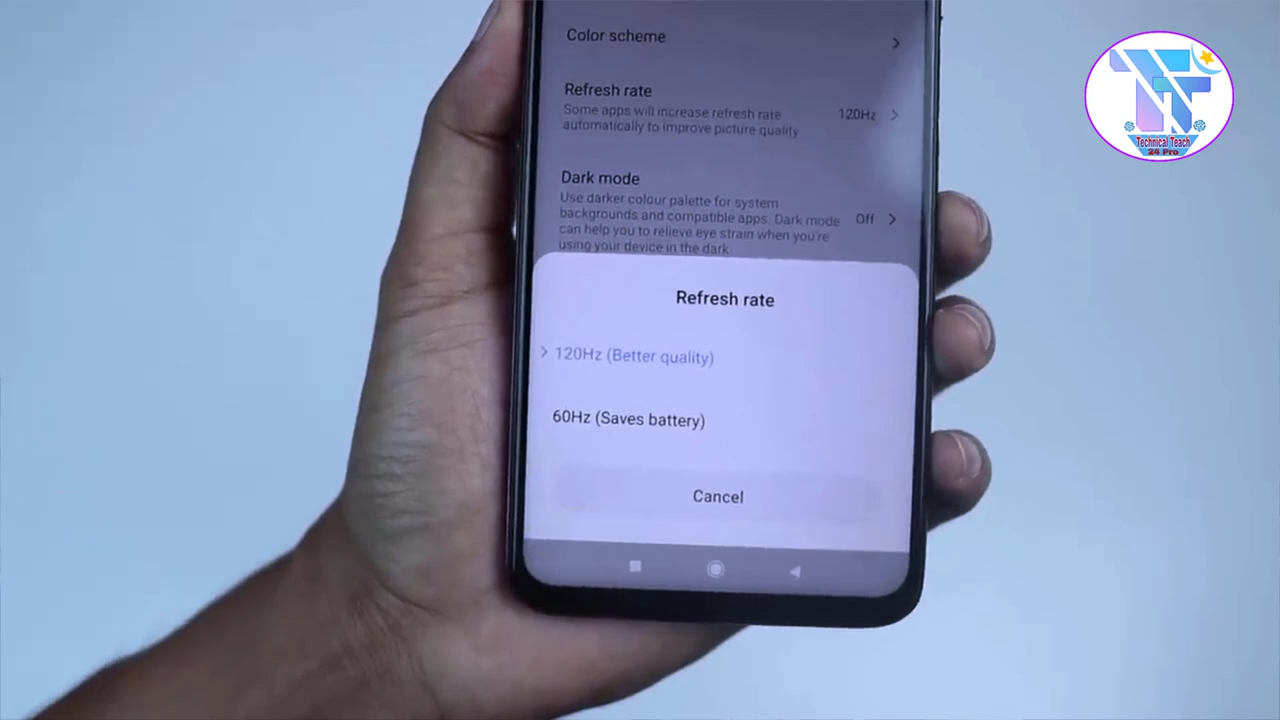 Color scheme
Refresh rate
Some apps will increase refresh rate
automatically to improve picture quality
120Hz
Dark mode
Use darker colour palette for system
backgrounds and compatible apps. Dark mode
can help you to relieve eye strain when you're
using your device in the dark.
Off
Refresh rate
120Hz (Better quality)
60Hz (Saves battery)
Cancel
Technical Teach
24 Pro